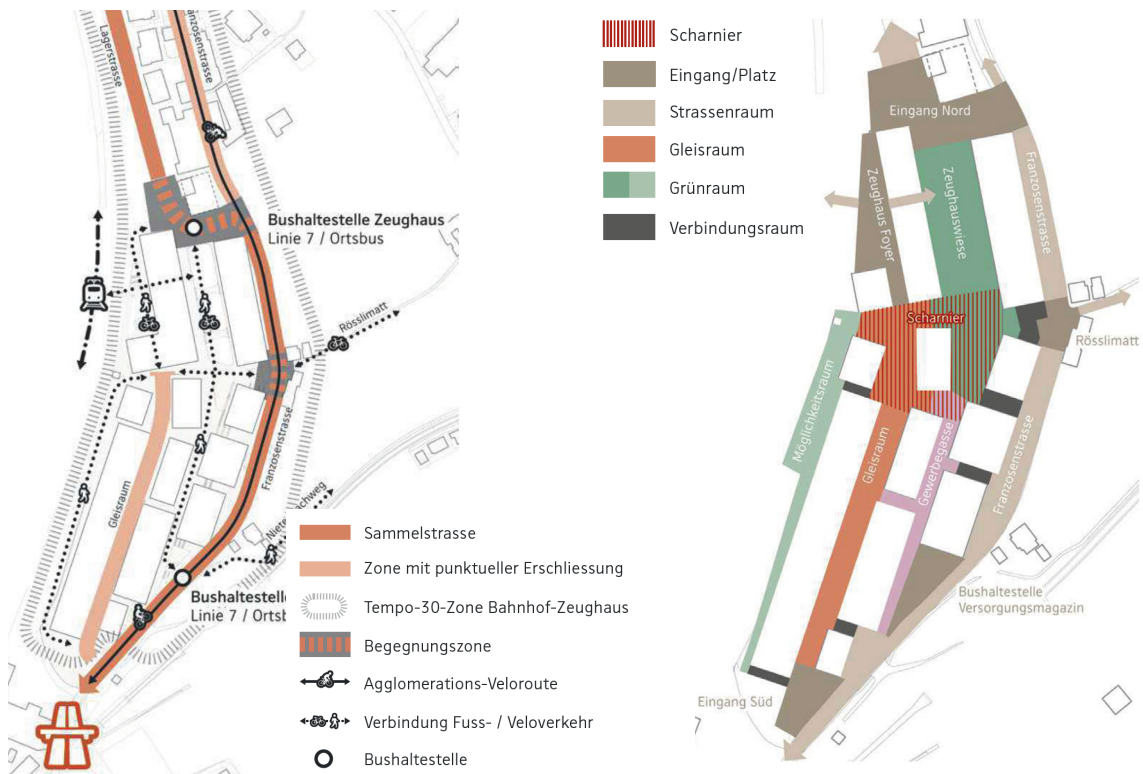 Lagerstrasse
Franzosenstrasse
Bushaltestelle Zeughaus
Linie 7 / Ortsbus
Rösslimatt
Franzosenstrasse
Gleisraum
Bushaltestelle
Linie 7 /
Sammelstrasse
Zone mit punktueller Erschliessung
Tempo-30-Zone Bahnhof-Zeughaus
Begegnungszone
Agglomerations-Veloroute
Verbindung Fuss- / Veloverkehr
Bushaltestelle
Scharnier
Eingang/Platz
Strassenraum
Gleisraum
Grünraum
Verbindungsraum
Eingang Nord
Zeughaus Foyer
Zeughauswiese
Franzosenstrasse
Scharnier
Rösslimatt
Möglichkeitsraum
Gleisraum
Gewerbegasse
Franzosenstrasse
Bushaltestelle
Versorgungsmagazin
Eingang Süd